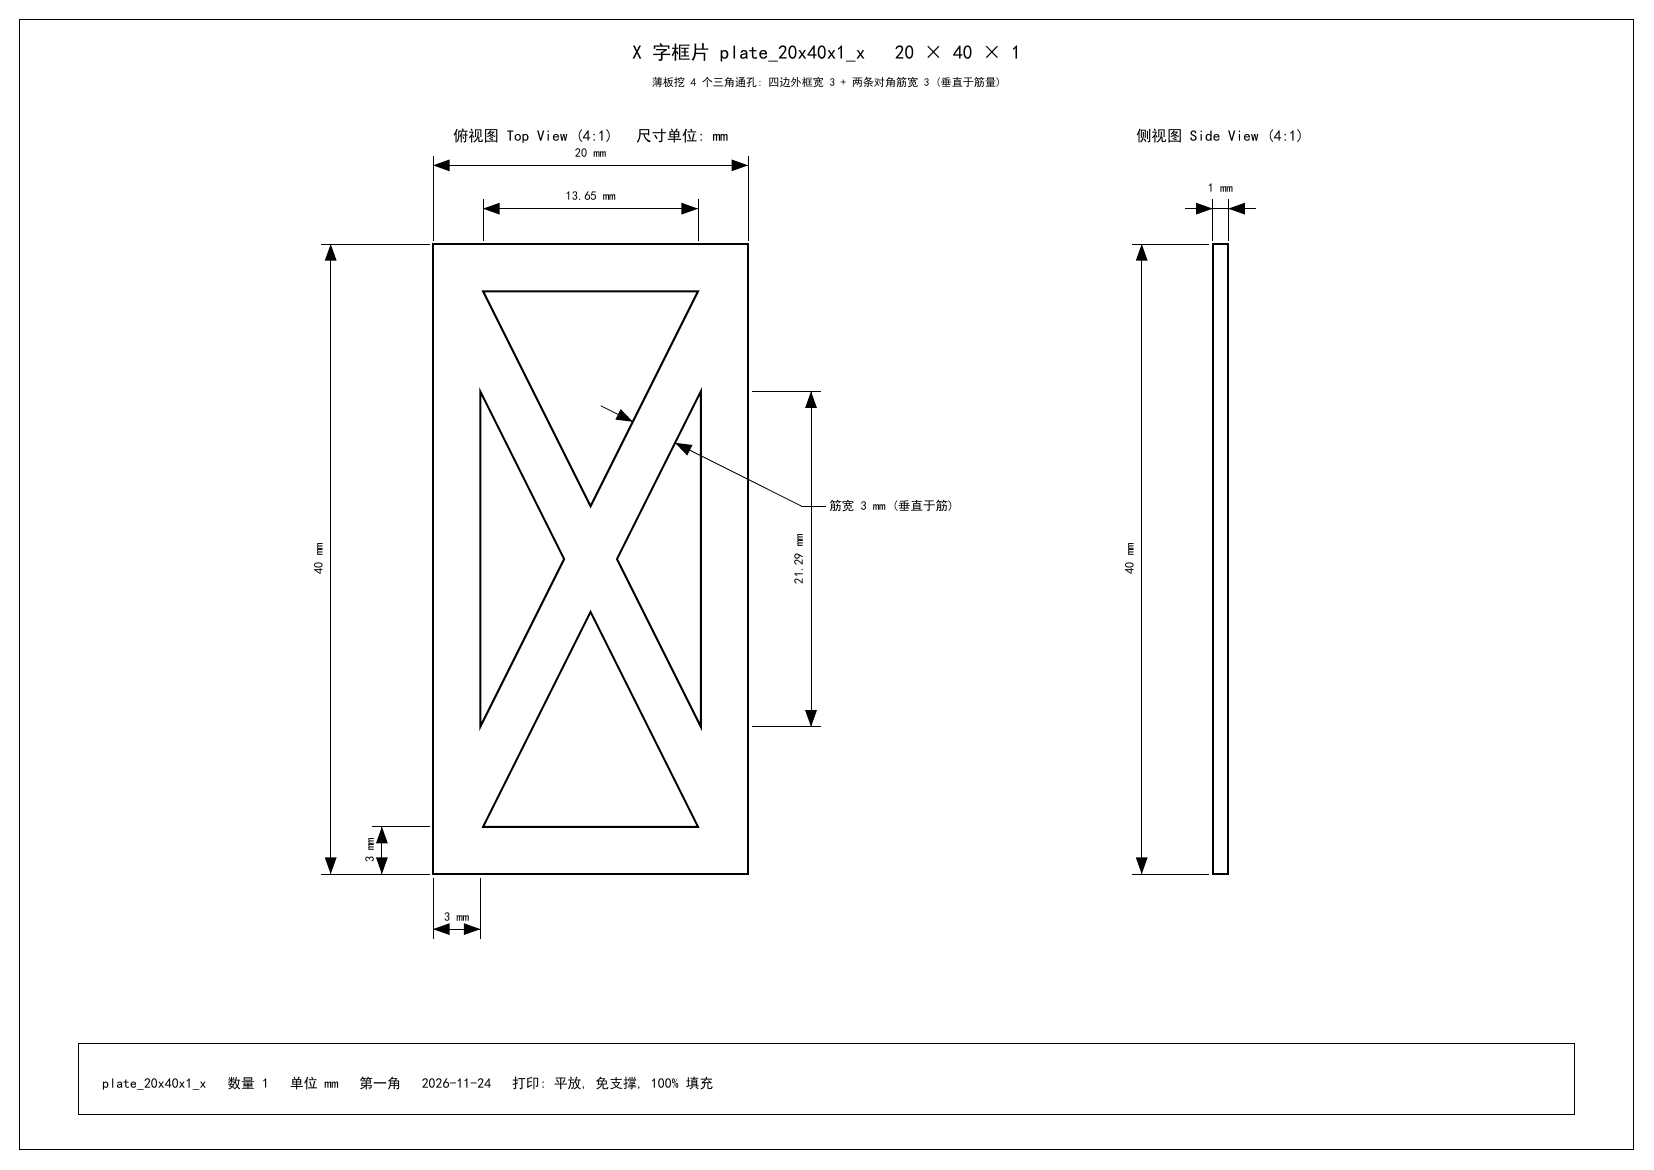 X 字框片 plate_20x40x1_x   20 × 40 × 1
薄板挖 4 个三角通孔: 四边外框宽 3 + 两条对角筋宽 3 (垂直于筋量)
俯视图 Top View (4:1)   尺寸单位: mm
侧视图 Side View (4:1)
20 mm
13.65 mm
1 mm
筋宽 3 mm (垂直于筋)
40 mm
21.29 mm
40 mm
3 mm
3 mm
plate_20x40x1_x   数量 1   单位 mm   第一角   2026-11-24   打印: 平放, 免支撑, 100% 填充